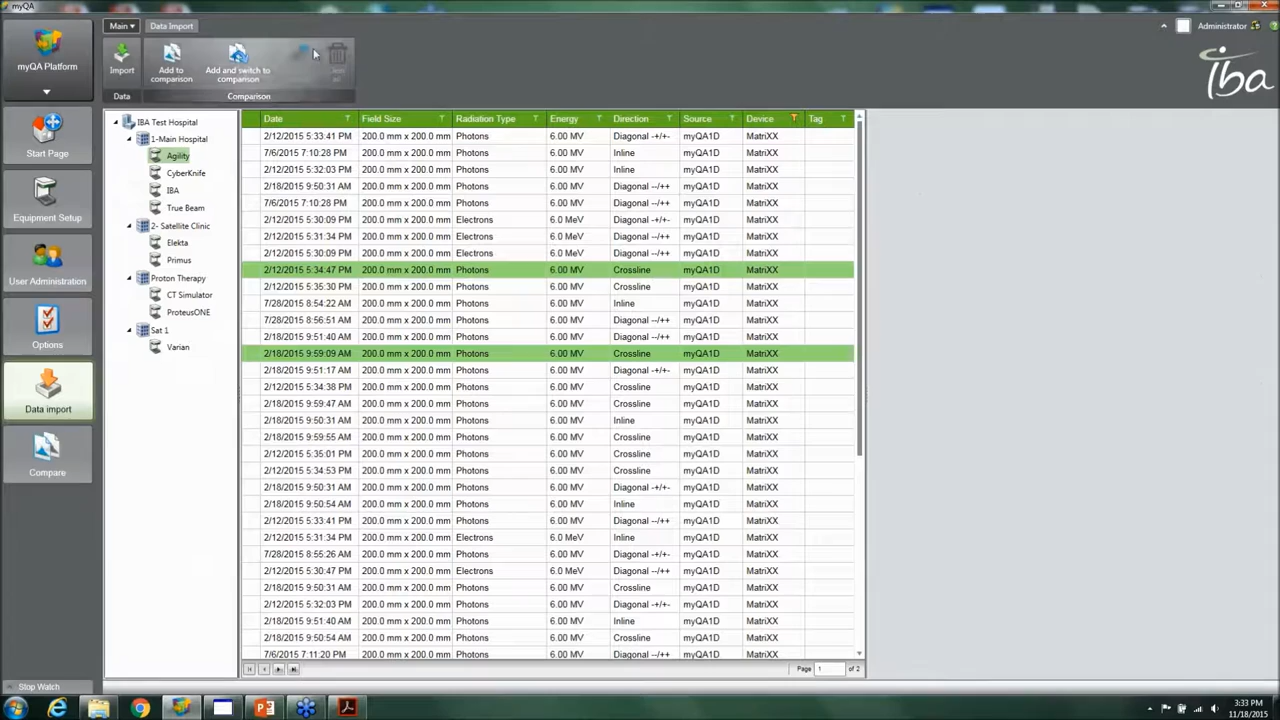 myQA
Main
Data Import
Administrator
myQA Platform
Import
Add to comparison
Add and switch to comparison
Data
Comparison
iba
Start Page
Equipment Setup
User Administration
Options
Data import
Compare
Stop Watch
IBA Test Hospital
1-Main Hospital
Agility
CyberKnife
IBA
True Beam
2- Satellite Clinic
Elekta
Primus
Proton Therapy
CT Simulator
ProteusONE
Sat 1
Varian
Date Field Size Radiation Type Energy Direction Source Device Tag
2/12/2015 5:33:41 PM 200.0 mm x 200.0 mm Photons 6.00 MV Diagonal -+/+- myQA1D MatriXX
7/6/2015 7:10:28 PM 200.0 mm x 200.0 mm Photons 6.00 MV Inline myQA1D MatriXX
2/12/2015 5:32:03 PM 200.0 mm x 200.0 mm Photons 6.00 MV Inline myQA1D MatriXX
2/18/2015 9:50:31 AM 200.0 mm x 200.0 mm Photons 6.00 MV Diagonal --/++ myQA1D MatriXX
7/6/2015 7:10:28 PM 200.0 mm x 200.0 mm Photons 6.00 MV Diagonal --/++ myQA1D MatriXX
2/12/2015 5:30:09 PM 200.0 mm x 200.0 mm Electrons 6.0 MeV Diagonal -+/+- myQA1D MatriXX
2/12/2015 5:31:34 PM 200.0 mm x 200.0 mm Electrons 6.0 MeV Diagonal --/++ myQA1D MatriXX
2/12/2015 5:30:09 PM 200.0 mm x 200.0 mm Electrons 6.0 MeV Diagonal --/++ myQA1D MatriXX
2/12/2015 5:34:47 PM 200.0 mm x 200.0 mm Photons 6.00 MV Crossline myQA1D MatriXX
2/12/2015 5:35:30 PM 200.0 mm x 200.0 mm Photons 6.00 MV Crossline myQA1D MatriXX
7/28/2015 8:54:22 AM 200.0 mm x 200.0 mm Photons 6.00 MV Inline myQA1D MatriXX
7/28/2015 8:56:51 AM 200.0 mm x 200.0 mm Photons 6.00 MV Diagonal --/++ myQA1D MatriXX
2/18/2015 9:51:40 AM 200.0 mm x 200.0 mm Photons 6.00 MV Diagonal --/++ myQA1D MatriXX
2/18/2015 9:59:09 AM 200.0 mm x 200.0 mm Photons 6.00 MV Crossline myQA1D MatriXX
2/18/2015 9:51:17 AM 200.0 mm x 200.0 mm Photons 6.00 MV Diagonal -+/+- myQA1D MatriXX
2/12/2015 5:34:38 PM 200.0 mm x 200.0 mm Photons 6.00 MV Crossline myQA1D MatriXX
2/18/2015 9:59:47 AM 200.0 mm x 200.0 mm Photons 6.00 MV Crossline myQA1D MatriXX
2/18/2015 9:50:31 AM 200.0 mm x 200.0 mm Photons 6.00 MV Inline myQA1D MatriXX
2/18/2015 9:59:55 AM 200.0 mm x 200.0 mm Photons 6.00 MV Crossline myQA1D MatriXX
2/12/2015 5:35:01 PM 200.0 mm x 200.0 mm Photons 6.00 MV Crossline myQA1D MatriXX
2/12/2015 5:34:53 PM 200.0 mm x 200.0 mm Photons 6.00 MV Crossline myQA1D MatriXX
2/18/2015 9:50:31 AM 200.0 mm x 200.0 mm Photons 6.00 MV Diagonal -+/+- myQA1D MatriXX
2/18/2015 9:50:54 AM 200.0 mm x 200.0 mm Photons 6.00 MV Inline myQA1D MatriXX
2/12/2015 5:33:41 PM 200.0 mm x 200.0 mm Photons 6.00 MV Diagonal --/++ myQA1D MatriXX
2/12/2015 5:31:34 PM 200.0 mm x 200.0 mm Electrons 6.0 MeV Inline myQA1D MatriXX
7/28/2015 8:55:26 AM 200.0 mm x 200.0 mm Photons 6.00 MV Diagonal -+/+- myQA1D MatriXX
2/12/2015 5:30:47 PM 200.0 mm x 200.0 mm Electrons 6.0 MeV Diagonal --/++ myQA1D MatriXX
2/18/2015 9:50:31 AM 200.0 mm x 200.0 mm Photons 6.00 MV Crossline myQA1D MatriXX
2/12/2015 5:32:03 PM 200.0 mm x 200.0 mm Photons 6.00 MV Diagonal -+/+- myQA1D MatriXX
2/18/2015 9:51:40 AM 200.0 mm x 200.0 mm Photons 6.00 MV Inline myQA1D MatriXX
2/18/2015 9:50:54 AM 200.0 mm x 200.0 mm Photons 6.00 MV Crossline myQA1D MatriXX
7/6/2015 7:11:20 PM 200.0 mm x 200.0 mm Photons 6.00 MV Diagonal --/++ myQA1D MatriXX
Page 1 of 2
3:33 PM
11/18/2015